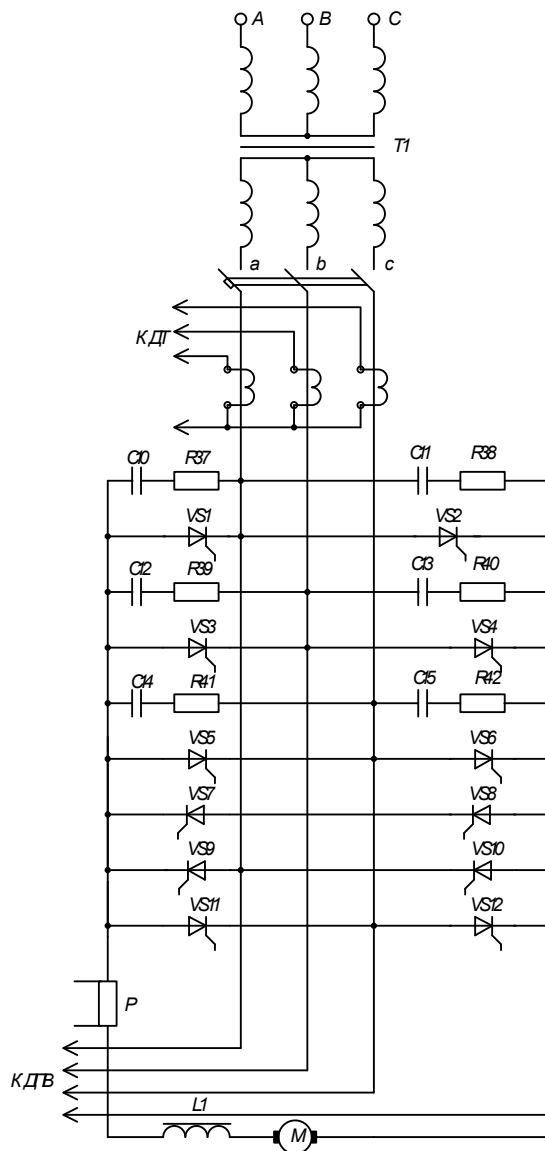 A B C
T1
a b c
КДТ
C10 R37 C11 R38
VS1 VS2
C12 R39 C13 R40
VS3 VS4
C14 R41 C15 R42
VS5 VS6
VS7 VS8
VS9 VS10
VS11 VS12
P
КДПВ
L1
M